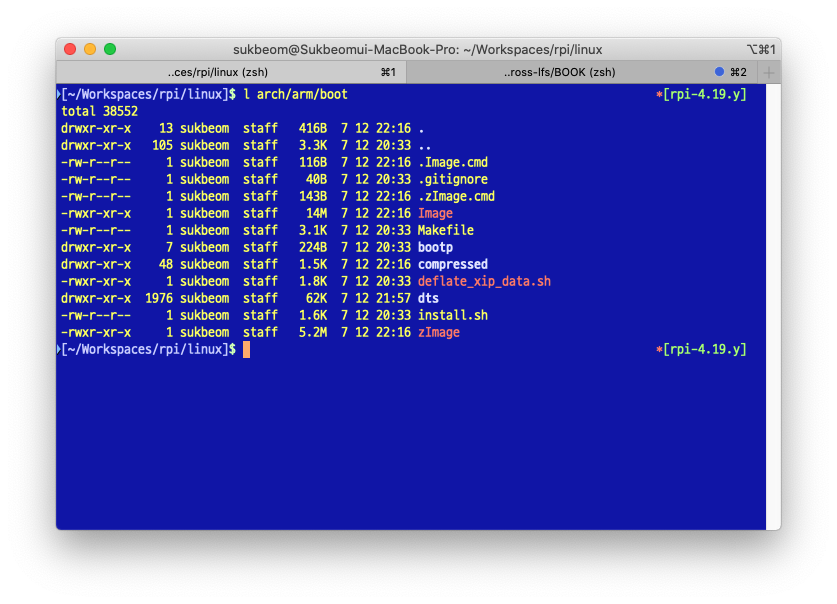 sukbeom@Sukbeomui-MacBook-Pro: ~/Workspaces/rpi/linux ⌥⌘1
..ces/rpi/linux (zsh) ⌘1 ..ross-lfs/BOOK (zsh) ⌘2 +
[~/Workspaces/rpi/linux]$ l arch/arm/boot *[rpi-4.19.y]
total 38552
drwxr-xr-x 13 sukbeom staff 416B 7 12 22:16 .
drwxr-xr-x 105 sukbeom staff 3.3K 7 12 20:33 ..
-rw-r--r-- 1 sukbeom staff 116B 7 12 22:16 .Image.cmd
-rw-r--r-- 1 sukbeom staff 40B 7 12 20:33 .gitignore
-rw-r--r-- 1 sukbeom staff 143B 7 12 22:16 .zImage.cmd
-rwxr-xr-x 1 sukbeom staff 14M 7 12 22:16 Image
-rw-r--r-- 1 sukbeom staff 3.1K 7 12 20:33 Makefile
drwxr-xr-x 7 sukbeom staff 224B 7 12 20:33 bootp
drwxr-xr-x 48 sukbeom staff 1.5K 7 12 22:16 compressed
-rwxr-xr-x 1 sukbeom staff 1.8K 7 12 20:33 deflate_xip_data.sh
drwxr-xr-x 1976 sukbeom staff 62K 7 12 21:57 dts
-rw-r--r-- 1 sukbeom staff 1.6K 7 12 20:33 install.sh
-rwxr-xr-x 1 sukbeom staff 5.2M 7 12 22:16 zImage
[~/Workspaces/rpi/linux]$ *[rpi-4.19.y]